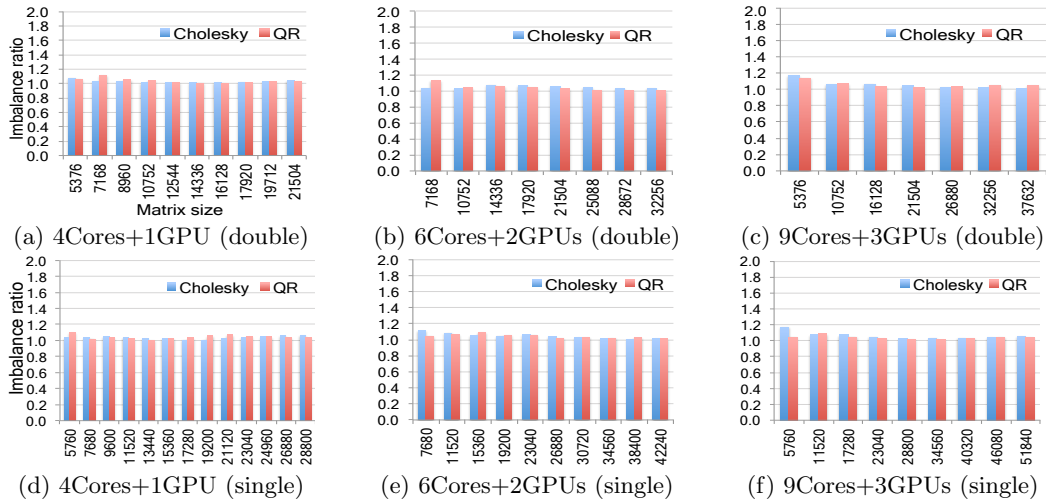 2.0 1.8 1.6 1.4 1.2 1.0 0.8 0.6 0.4 0.2 0.0
Imbalance ratio
Cholesky QR
5376 7168 8960 10752 12544 14336 16128 17920 19712 21504
Matrix size
(a) 4Cores+1GPU (double)
2.0 1.8 1.6 1.4 1.2 1.0 0.8 0.6 0.4 0.2 0.0
Cholesky QR
7168 10752 14336 17920 21504 25088 28672 32256
(b) 6Cores+2GPUs (double)
2.0 1.8 1.6 1.4 1.2 1.0 0.8 0.6 0.4 0.2 0.0
Cholesky QR
5376 10752 16128 21504 26880 32256 37632
(c) 9Cores+3GPUs (double)
2.0 1.8 1.6 1.4 1.2 1.0 0.8 0.6 0.4 0.2 0.0
Imbalance ratio
Cholesky QR
5760 7680 9600 11520 13440 15360 17280 19200 21120 23040 24960 26880 28800
(d) 4Cores+1GPU (single)
2.0 1.8 1.6 1.4 1.2 1.0 0.8 0.6 0.4 0.2 0.0
Cholesky QR
7680 11520 15360 19200 23040 26880 30720 34560 38400 42240
(e) 6Cores+2GPUs (single)
2.0 1.8 1.6 1.4 1.2 1.0 0.8 0.6 0.4 0.2 0.0
Cholesky QR
5760 11520 17280 23040 28800 34560 40320 46080 51840
(f) 9Cores+3GPUs (single)